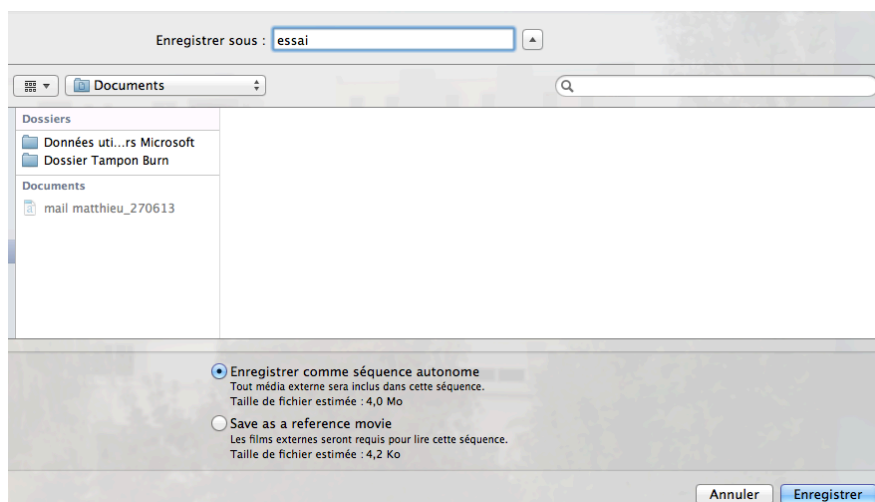 Enregistrer sous : essai
Documents
Dossiers
Données uti...rs Microsoft
Dossier Tampon Burn
Documents
mail matthieu_270613
Enregistrer comme séquence autonome
Tout média externe sera inclus dans cette séquence.
Taille de fichier estimée : 4,0 Mo
Save as a reference movie
Les films externes seront requis pour lire cette séquence.
Taille de fichier estimée : 4,2 Ko
Annuler Enregistrer